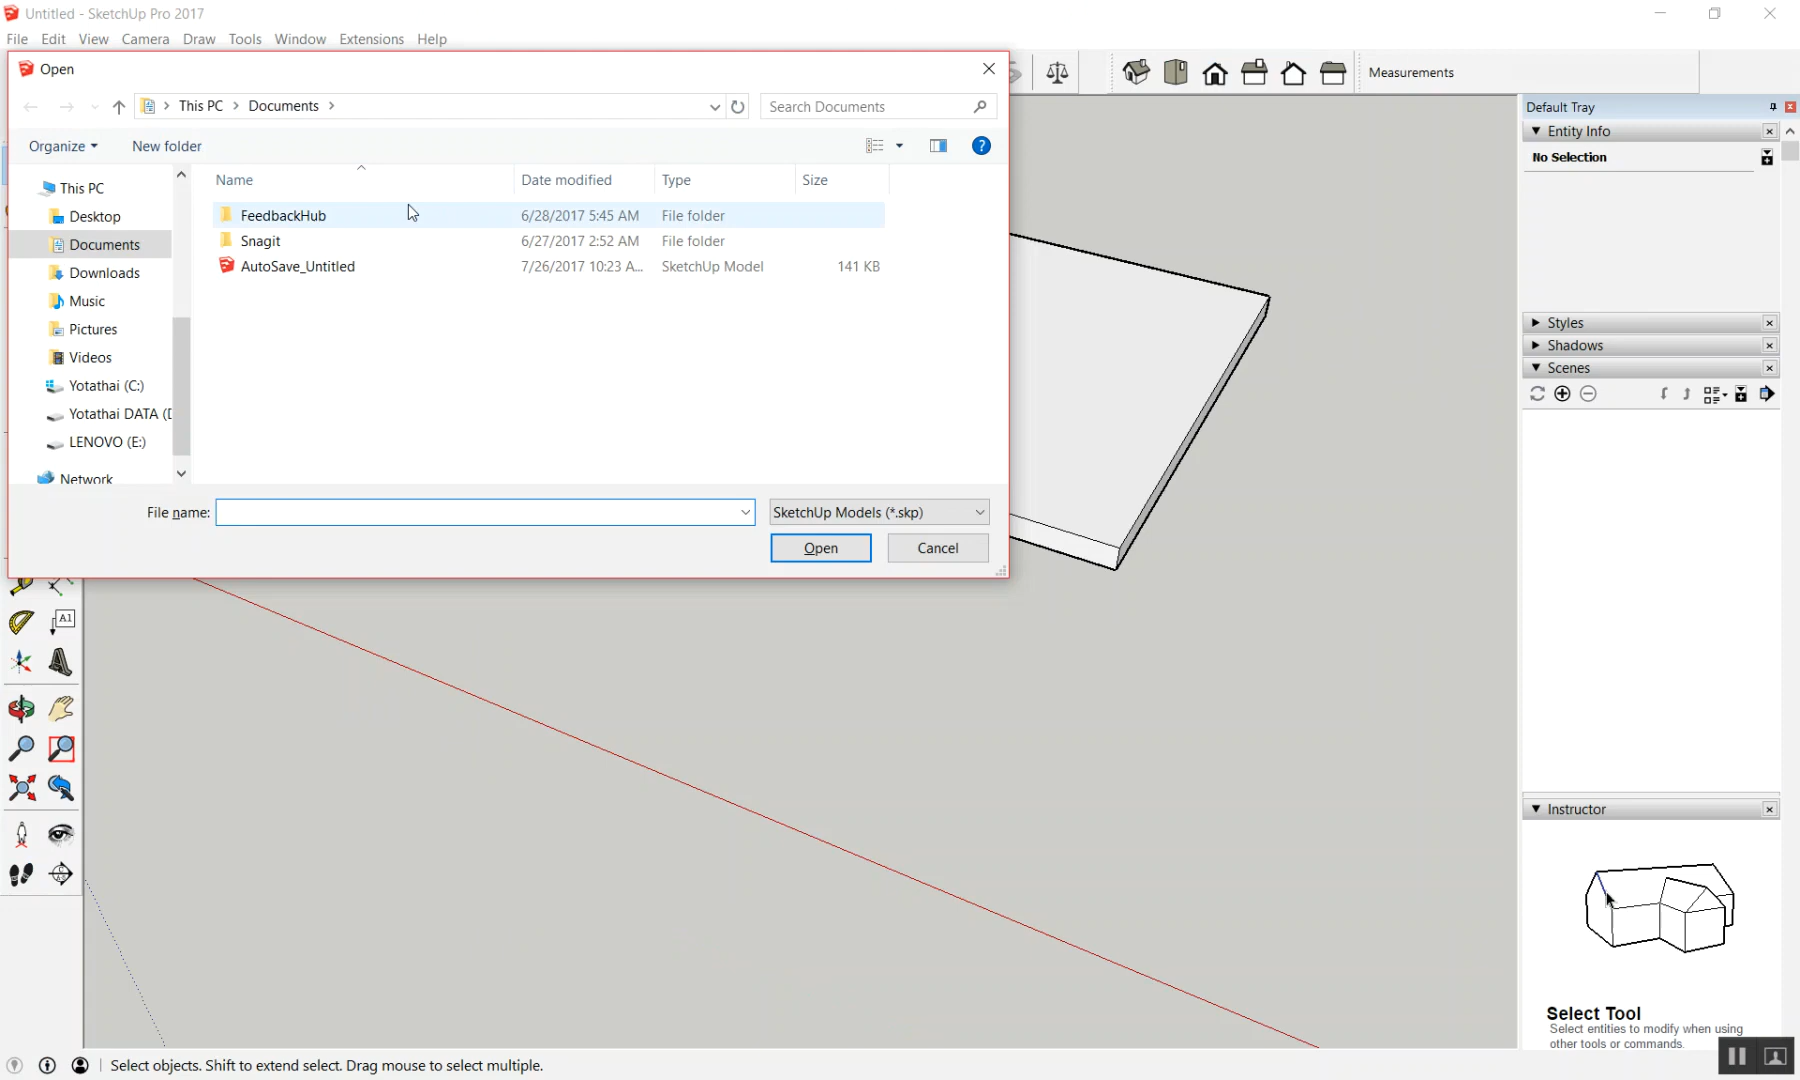 Untitled - SketchUp Pro 2017
File Edit View Camera Draw Tools Window Extensions Help
Open
This PC Documents
Search Documents
Measurements
Default Tray
Entity Info
No Selection
Organize New folder
Name Date modified Type Size
FeedbackHub 6/28/2017 5:45 AM File folder
Snagit 6/27/2017 2:52 AM File folder
AutoSave_Untitled 7/26/2017 10:23 A... SketchUp Model 141 KB
This PC
Desktop
Documents
Downloads
Music
Pictures
Videos
Yotathai (C:)
Yotathai DATA (D
LENOVO (E:)
Network
File name:
SketchUp Models (*.skp)
Open Cancel
Styles
Shadows
Scenes
A1
Instructor
Select Tool
Select entities to modify when using
other tools or commands.
Select objects. Shift to extend select. Drag mouse to select multiple.